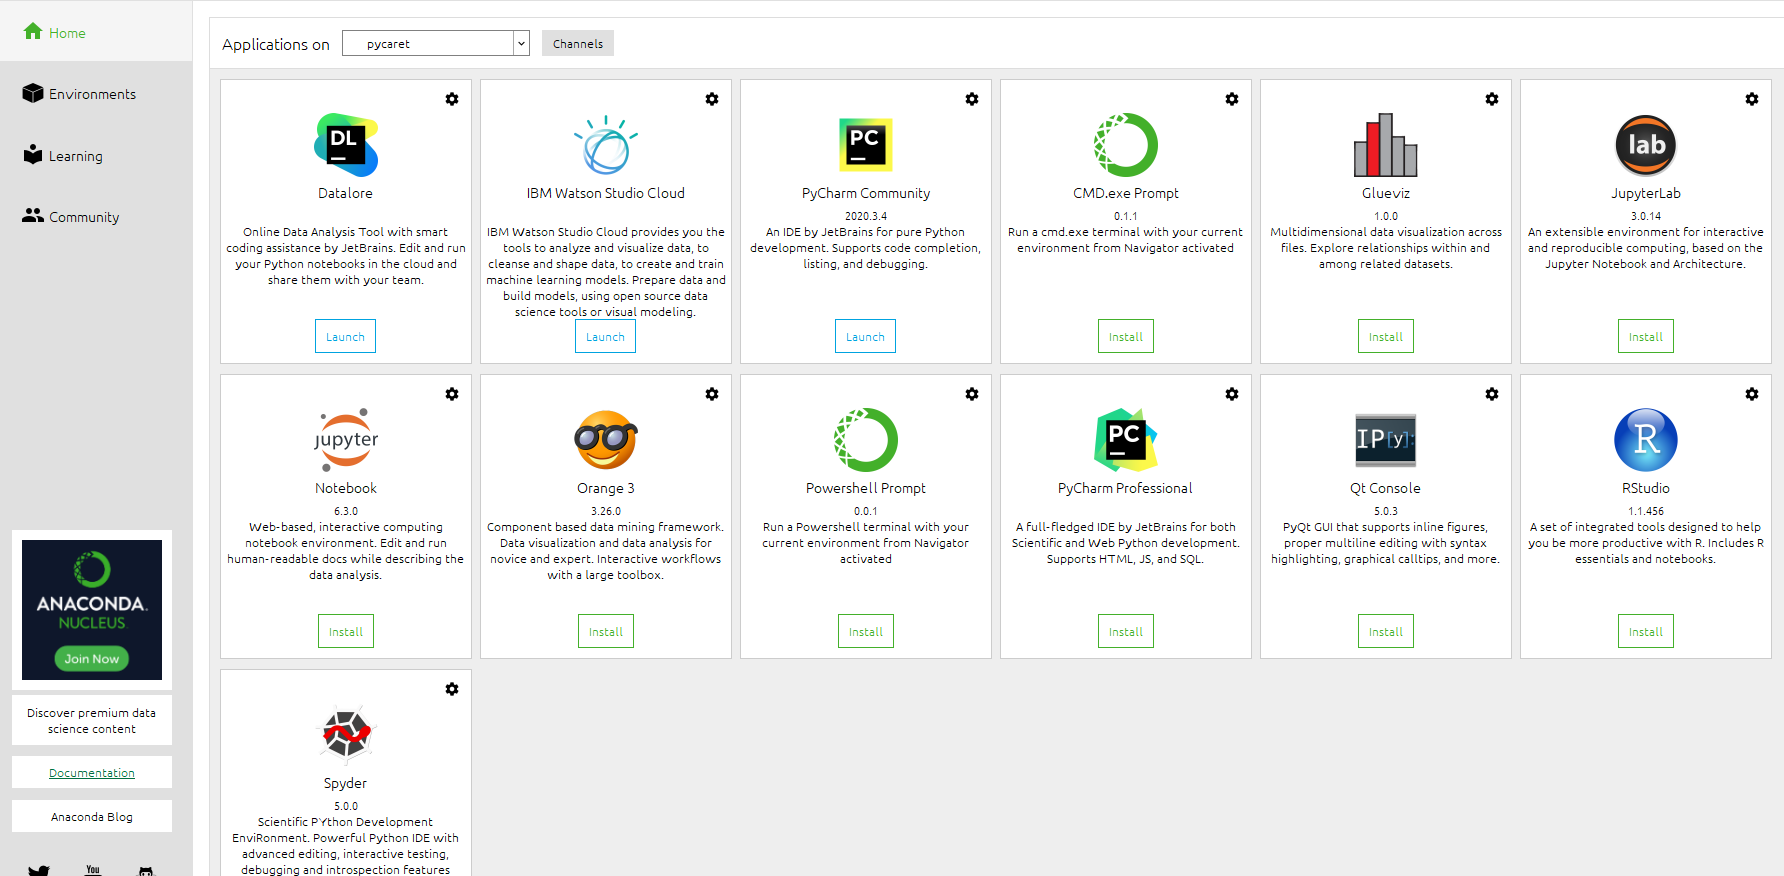 Home
Environments
Learning
Community
ANACONDA.
NUCLEUS
Join Now
Discover premium data
science content
Documentation
Anaconda Blog
You
Applications on
pycaret
Channels
DL
Datalore
Online Data Analysis Tool with smart
coding assistance by JetBrains. Edit and run
your Python notebooks in the cloud and
share them with your team.
Launch
IBM Watson Studio Cloud
IBM Watson Studio Cloud provides you the
tools to analyze and visualize data, to
cleanse and shape data, to create and train
machine learning models. Prepare data and
build models, using open source data
science tools or visual modeling.
Launch
PC
PyCharm Community
2020.3.4
An IDE by JetBrains for pure Python
development. Supports code completion,
listing, and debugging.
Launch
CMD.exe Prompt
0.1.1
Run a cmd.exe terminal with your current
environment from Navigator activated
Install
Glueviz
1.0.0
Multidimensional data visualization across
files. Explore relationships within and
among related datasets.
Install
lab
JupyterLab
3.0.14
An extensible environment for interactive
and reproducible computing, based on the
Jupyter Notebook and Architecture.
Install
jupyter
Notebook
6.3.0
Web-based, interactive computing
notebook environment. Edit and run
human-readable docs while describing the
data analysis.
Install
Orange 3
3.26.0
Component based data mining framework.
Data visualization and data analysis for
novice and expert. Interactive workflows
with a large toolbox.
Install
Powershell Prompt
0.0.1
Run a Powershell terminal with your
current environment from Navigator
activated
Install
PC
PyCharm Professional
A full-fledged IDE by JetBrains for both
Scientific and Web Python development.
Supports HTML, JS, and SQL.
Install
IP[y]:
Qt Console
5.0.3
PyQt GUI that supports inline figures,
proper multiline editing with syntax
highlighting, graphical calltips, and more.
Install
R
RStudio
1.1.456
A set of integrated tools designed to help
you be more productive with R. Includes R
essentials and notebooks.
Install
Spyder
5.0.0
Scientific PYthon Development
EnviRonment. Powerful Python IDE with
advanced editing, interactive testing,
debugging and introspection features